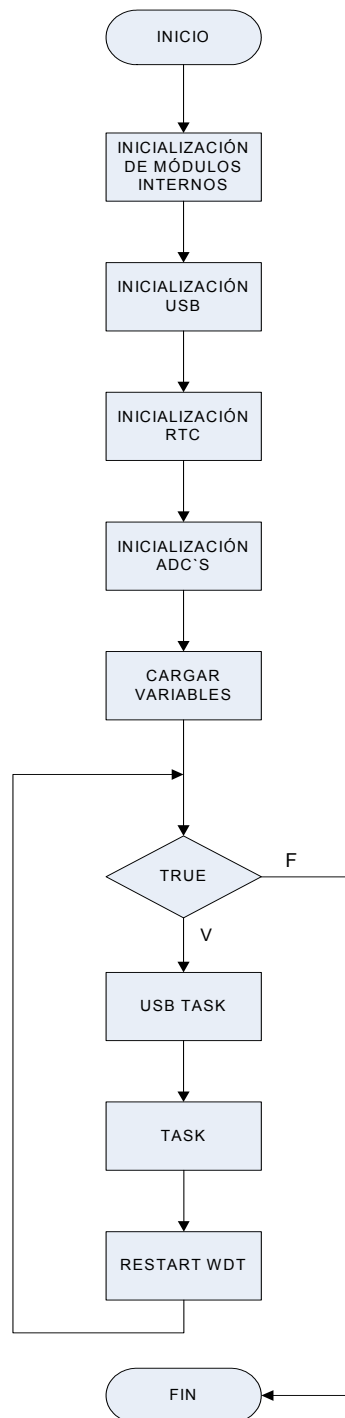 INICIO
INICIALIZACIÓN
DE MÓDULOS
INTERNOS
INICIALIZACIÓN
USB
INICIALIZACIÓN
RTC
INICIALIZACIÓN
ADC`S
CARGAR
VARIABLES
TRUE
F
V
USB TASK
TASK
RESTART WDT
FIN